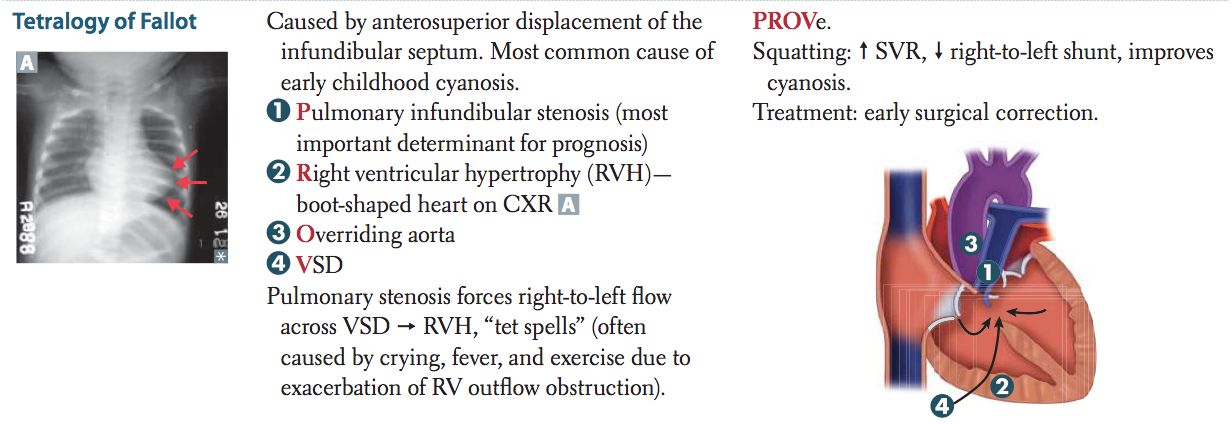 Tetralogy of Fallot
A
A2888
28 12
*
Caused by anterosuperior displacement of the
infundibular septum. Most common cause of
early childhood cyanosis.
1 Pulmonary infundibular stenosis (most
important determinant for prognosis)
2 Right ventricular hypertrophy (RVH)—
boot-shaped heart on CXR A
3 Overriding aorta
4 VSD
Pulmonary stenosis forces right-to-left flow
across VSD → RVH, “tet spells” (often
caused by crying, fever, and exercise due to
exacerbation of RV outflow obstruction).
PROVe.
Squatting: ↑ SVR, ↓ right-to-left shunt, improves
cyanosis.
Treatment: early surgical correction.
3
1
2
4